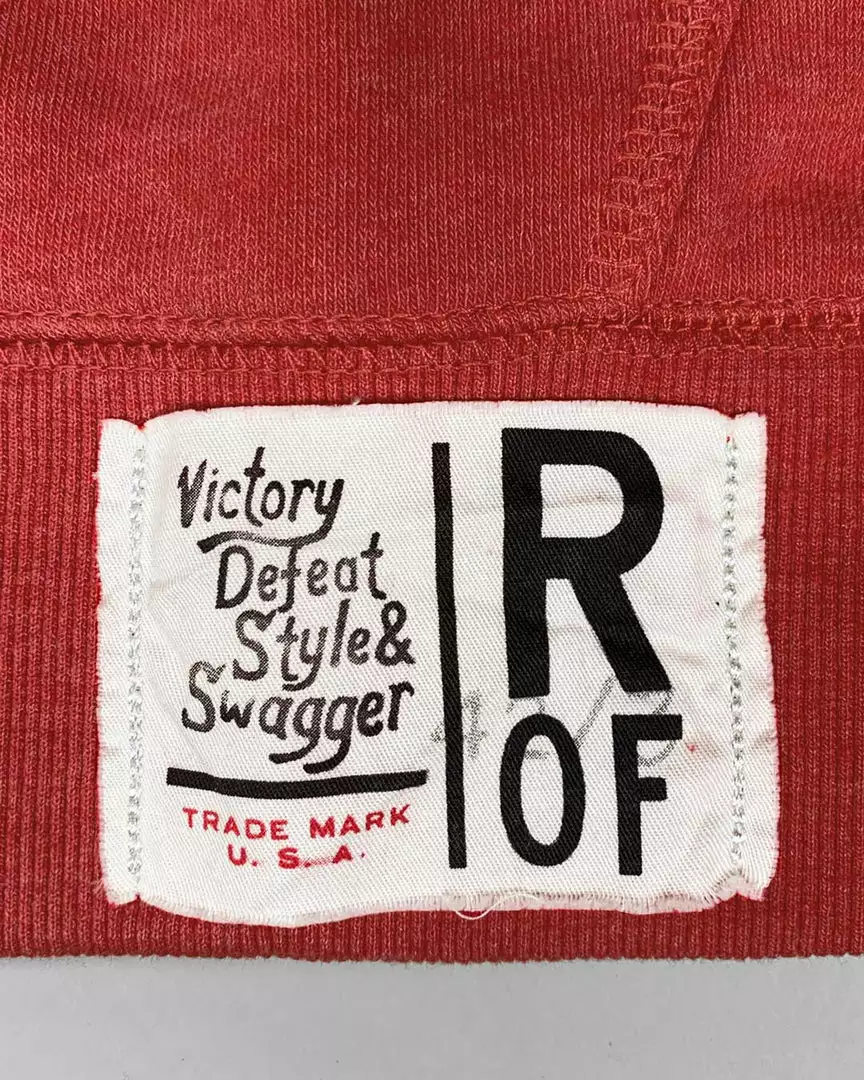 Victory
Defeat
Style &
Swagger
TRADE MARK
U. S. A.
R
OF